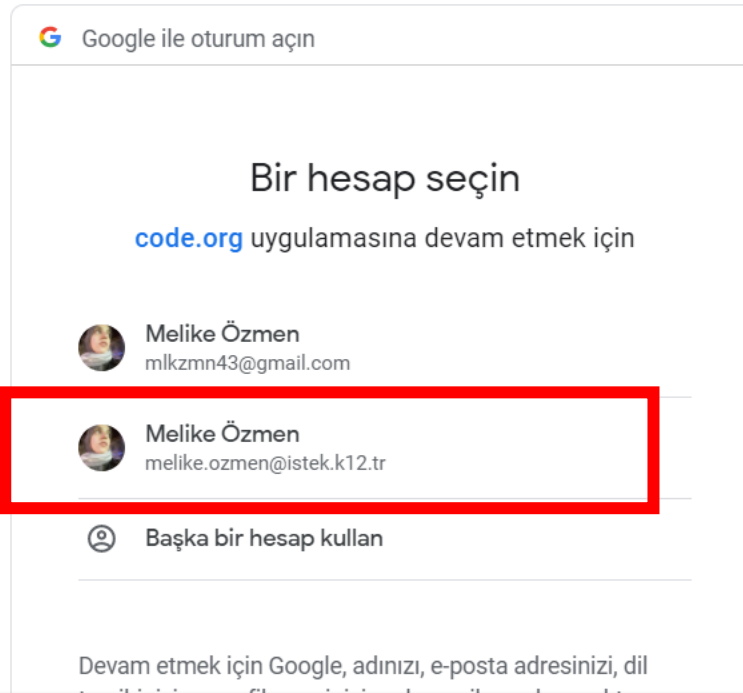 Google ile oturum açın
Bir hesap seçin
code.org uygulamasına devam etmek için
Melike Özmen
mlkzmn43@gmail.com
Melike Özmen
melike.ozmen@istek.k12.tr
Başka bir hesap kullan
Devam etmek için Google, adınızı, e-posta adresinizi, dil